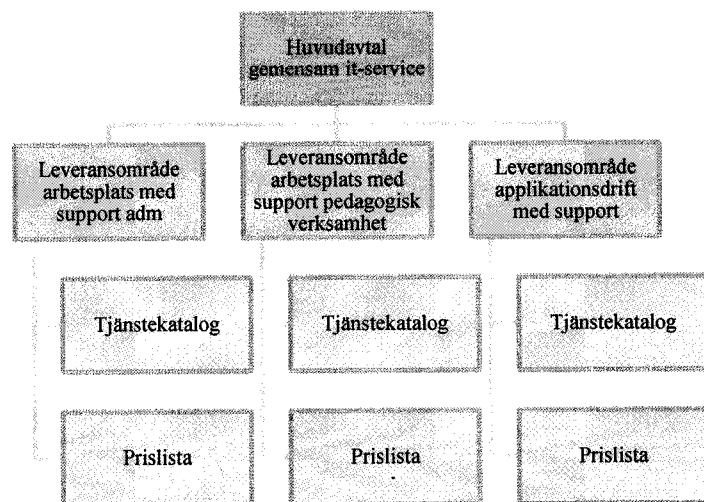 Huvudavtal
gemensam it-service
Leveransområde
arbetsplats med
support adm
Leveransområde
arbetsplats med
support pedagogisk
verksamhet
Leveransområde
applikationsdrift
med support
Tjänstekatalog
Tjänstekatalog
Tjänstekatalog
Prislista
Prislista
Prislista